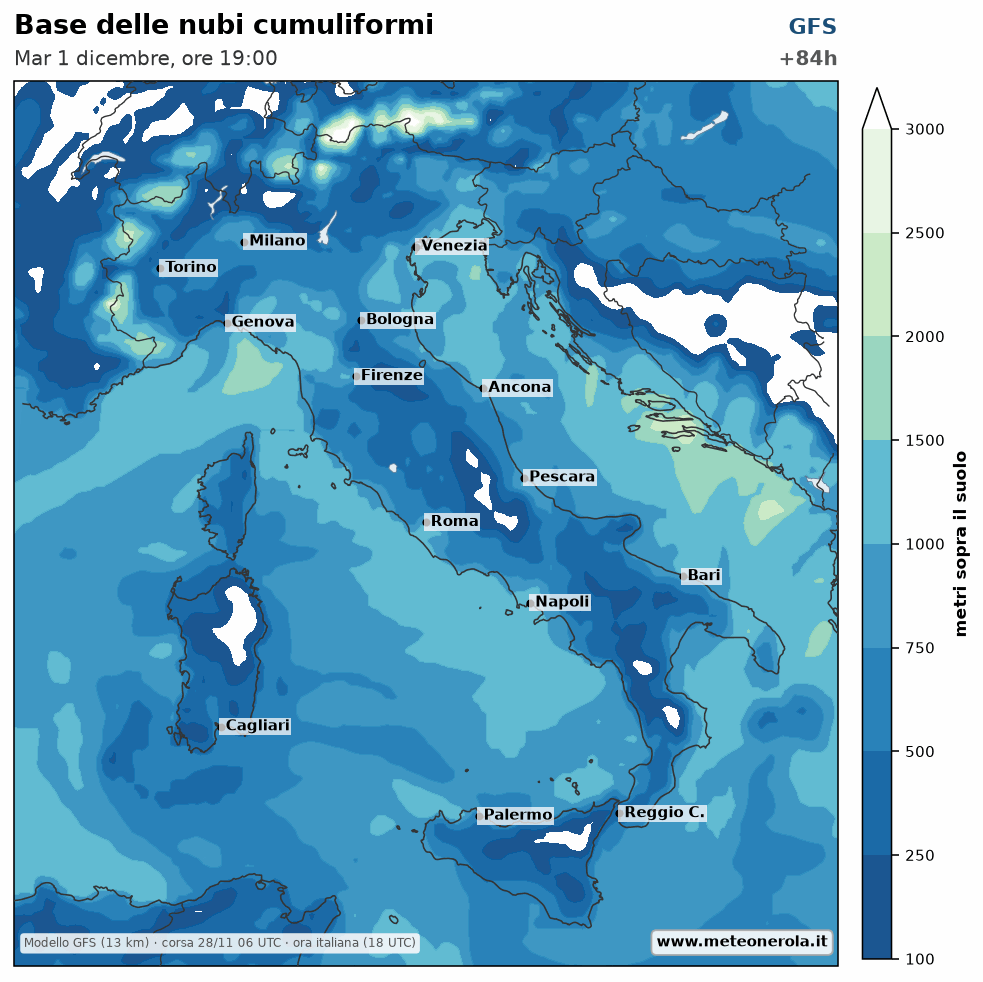 Base delle nubi cumuliformi
GFS
Mar 1 dicembre, ore 19:00
+84h
3000
2500
2000
1500
1000
750
500
250
100
metri sopra il suolo
Milano
Venezia
Torino
Genova
Bologna
Firenze
Ancona
Pescara
Roma
Bari
Napoli
Cagliari
Palermo
Reggio C.
Modello GFS (13 km) · corsa 28/11 06 UTC · ora italiana (18 UTC)
www.meteonerola.it